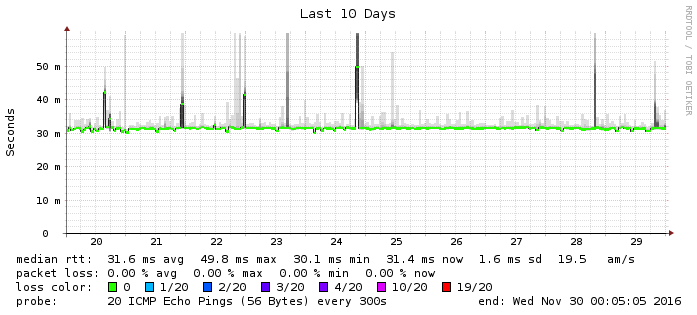 Last 10 Days
RRDTOOL / TOBI OETIKER
Seconds
50 m
40 m
30 m
20 m
10 m
0
20 21 22 23 24 25 26 27 28 29
median rtt: 31.6 ms avg 49.8 ms max 30.1 ms min 31.4 ms now 1.6 ms sd 19.5 am/s
packet loss: 0.00 % avg 0.00 % max 0.00 % min 0.00 % now
loss color: 0 1/20 2/20 3/20 4/20 10/20 19/20
probe: 20 ICMP Echo Pings (56 Bytes) every 300s end: Wed Nov 30 00:05:05 2016